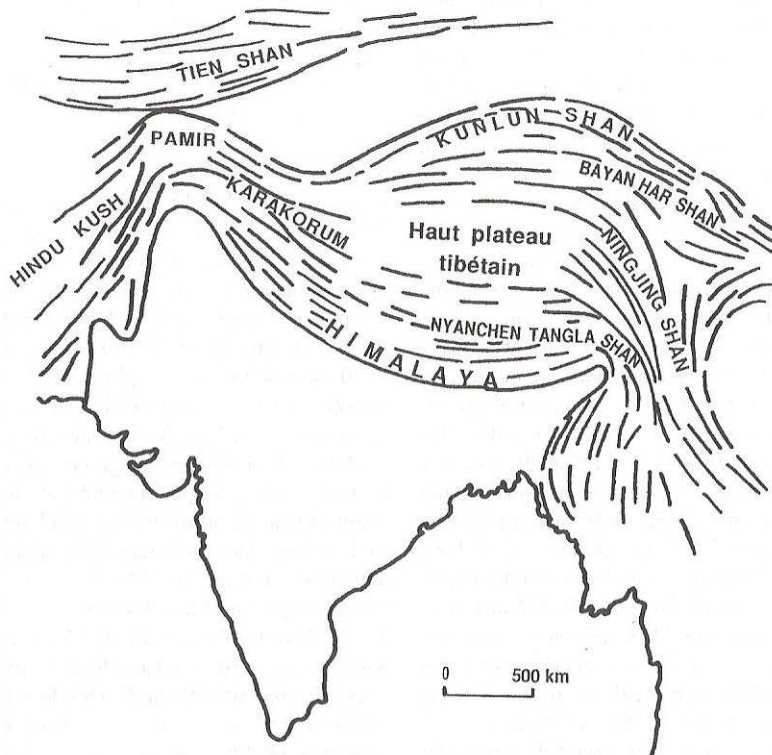 TIEN SHAN
PAMIR
KUNLUN SHAN
BAYAN HAR SHAN
KARAKORUM
HINDU KUSH
Haut plateau
tibétain
NINGJING SHAN
NYANCHEN TANGLA SHAN
HIMALAYA
0 500 km